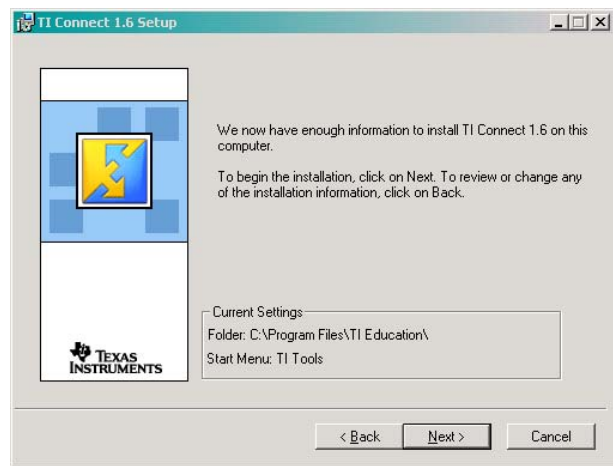 TI Connect 1.6 Setup
We now have enough information to install TI Connect 1.6 on this
computer.
To begin the installation, click on Next. To review or change any
of the installation information, click on Back.
Current Settings
Folder: C:\Program Files\TI Education\
Start Menu: TI Tools
TEXAS
INSTRUMENTS
< Back Next > Cancel